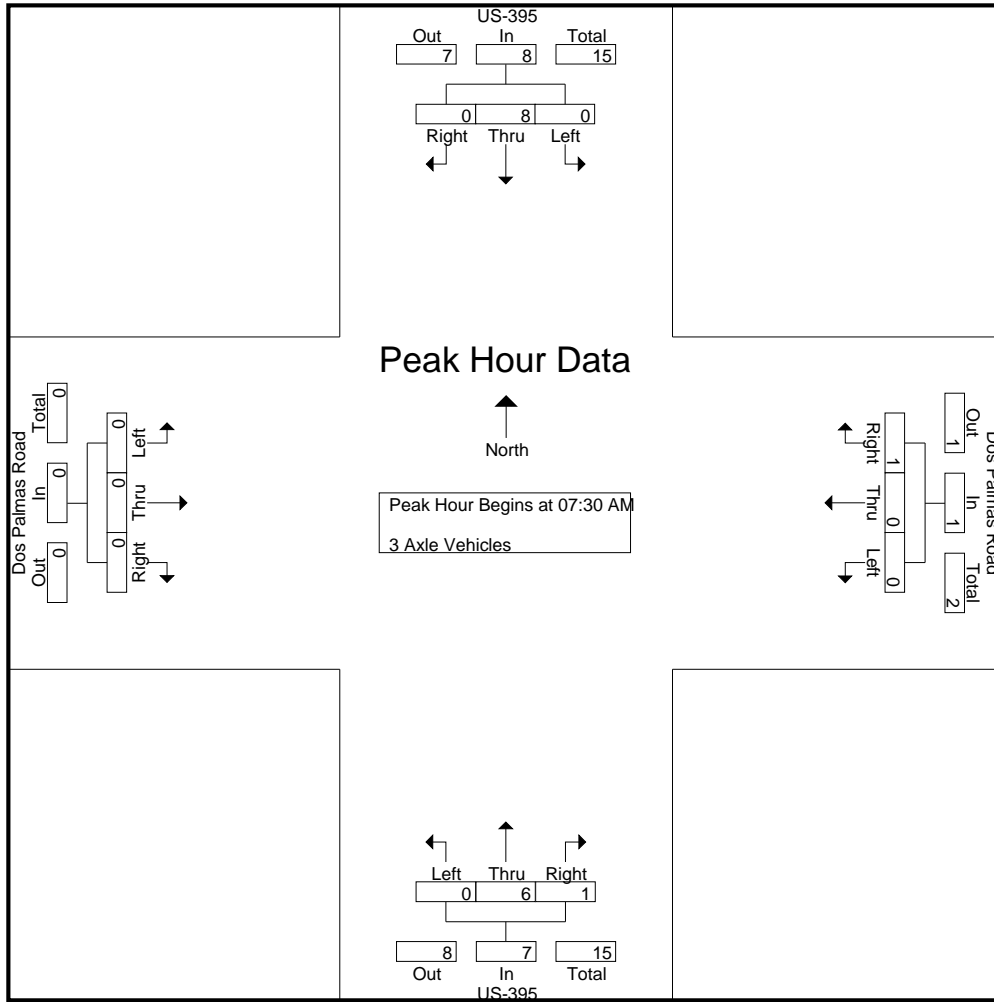 US-395
Out In Total
7 8 15
0 8 0
Right Thru Left
Peak Hour Data
North
Peak Hour Begins at 07:30 AM
3 Axle Vehicles
Dos Palmas Road
Total In Out
0 0 0
0 0 0
Left Thru Right
Right Thru Left
1 0 0
Out In Total
1 1 2
Dos Palmas Road
Left Thru Right
0 6 1
8 7 15
Out In Total
US-395